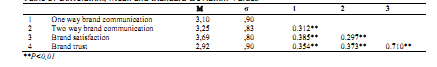 M σ 1 2 3
1 One way brand communication 3,10 ,90
2 Two way brand communication 3,25 ,83 0.312**
3 Brand satisfaction 3,69 ,80 0.385** 0.297**
4 Brand trust 2,92 ,90 0.354** 0.373** 0.710**
**P<0,01